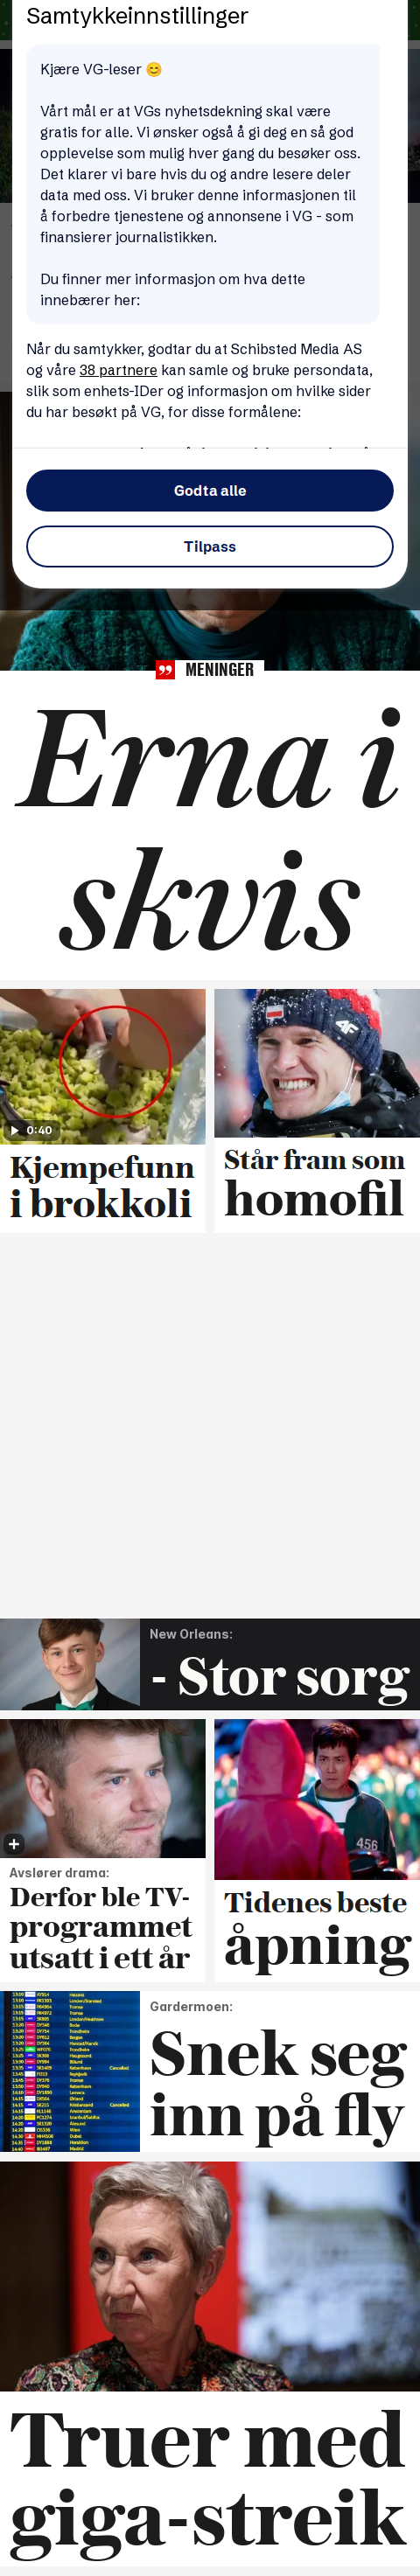 Samtykkeinnstillinger
Kjære VG-leser 😊
Vårt mål er at VGs nyhetsdekning skal være
gratis for alle. Vi ønsker også å gi deg en så god
opplevelse som mulig hver gang du besøker oss.
Det klarer vi bare hvis du og andre lesere deler
data med oss. Vi bruker denne informasjonen til
å forbedre tjenestene og annonsene i VG - som
finansierer journalistikken.
Du finner mer informasjon om hva dette
innebærer her:
Når du samtykker, godtar du at Schibsted Media AS
og våre 38 partnere kan samle og bruke persondata,
slik som enhets-IDer og informasjon om hvilke sider
du har besøkt på VG, for disse formålene:
Godta alle
Tilpass
MENINGER
Erna i
skvis
0:40
Kjempefunn
i brokkoli
Står fram som
homofil
New Orleans:
- Stor sorg
Avslører drama:
Derfor ble TV-
programmet
utsatt i ett år
456
Tidenes beste
åpning
Gardermoen:
Snek seg
inn på fly
Truer med
giga-streik